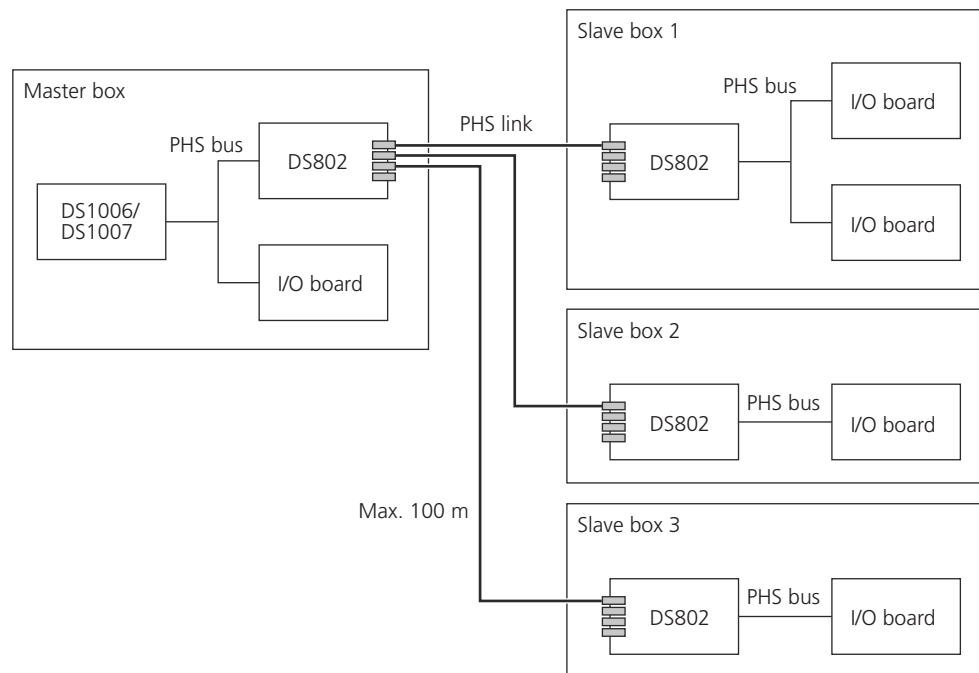 Master box
PHS bus
DS802
DS1006/
DS1007
I/O board
PHS link
Max. 100 m
Slave box 1
DS802
PHS bus
I/O board
I/O board
Slave box 2
DS802
PHS bus
I/O board
Slave box 3
DS802
PHS bus
I/O board